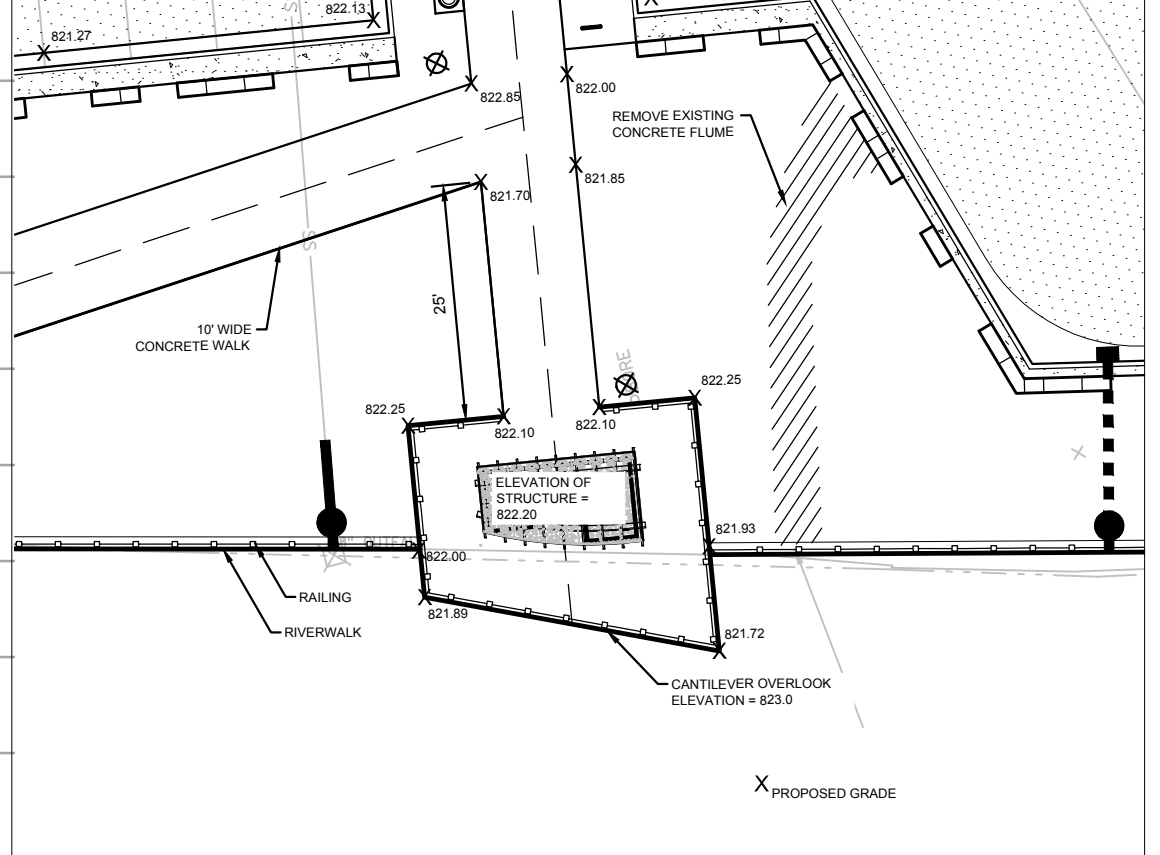 822.13
821.27
822.85
822.00
REMOVE EXISTING
CONCRETE FLUME
821.85
821.70
SS
25'
10' WIDE
CONCRETE WALK
822.25
822.25
822.10
822.10
ELEVATION OF
STRUCTURE =
822.20
821.93
822.00
RAILING
821.89
RIVERWALK
821.72
CANTILEVER OVERLOOK
ELEVATION = 823.0
X PROPOSED GRADE